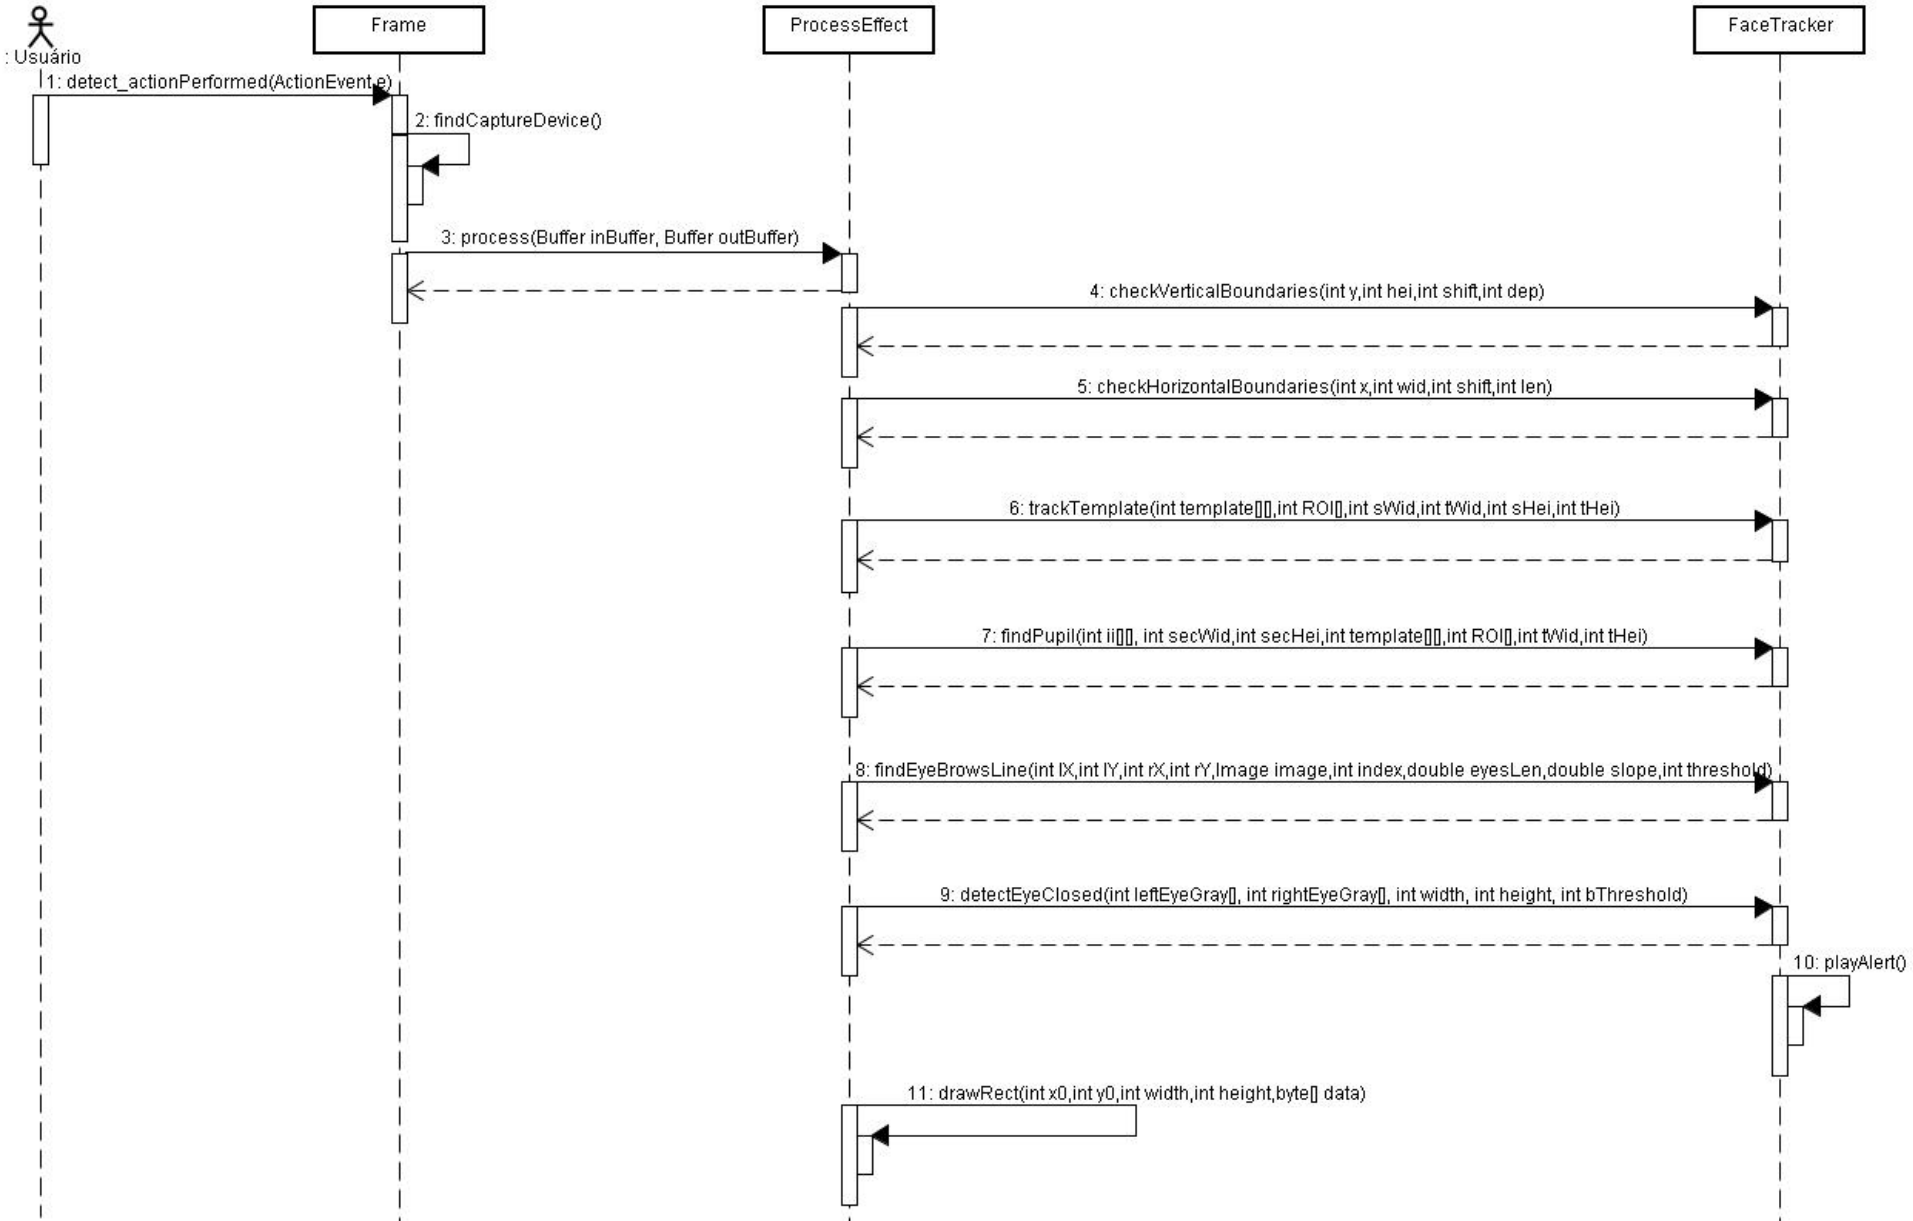 Frame
ProcessEffect
FaceTracker
: Usuário
1: detect_actionPerformed(ActionEvent e)
2: findCaptureDevice()
3: process(Buffer inBuffer, Buffer outBuffer)
4: checkVerticalBoundaries(int y,int hei,int shift,int dep)
5: checkHorizontalBoundaries(int x,int wid,int shift,int len)
6: trackTemplate(int template[][],int ROI[],int sWid,int tWid,int sHei,int tHei)
7: findPupil(int ii[][], int secWid,int secHei,int template[][],int ROI[],int tWid,int tHei)
8: findEyeBrowsLine(int lX,int lY,int rX,int rY,Image image,int index,double eyesLen,double slope,int threshold)
9: detectEyeClosed(int leftEyeGray[], int rightEyeGray[], int width, int height, int bThreshold)
10: playAlert()
11: drawRect(int x0,int y0,int width,int height,byte[] data)